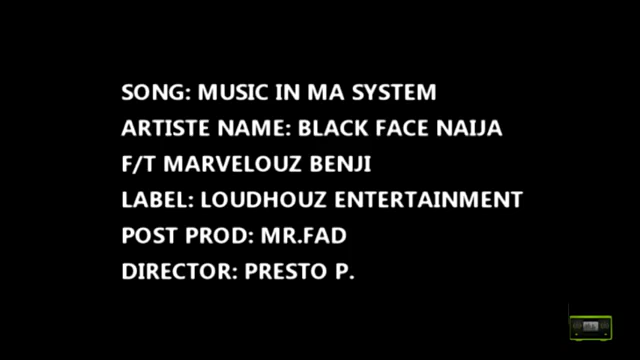 SONG: MUSIC IN MA SYSTEM
ARTISTE NAME: BLACK FACE NAIJA
F/T MARVELOUZ BENJI
LABEL: LOUDHOUZ ENTERTAINMENT
POST PROD: MR.FAD
DIRECTOR: PRESTO P.